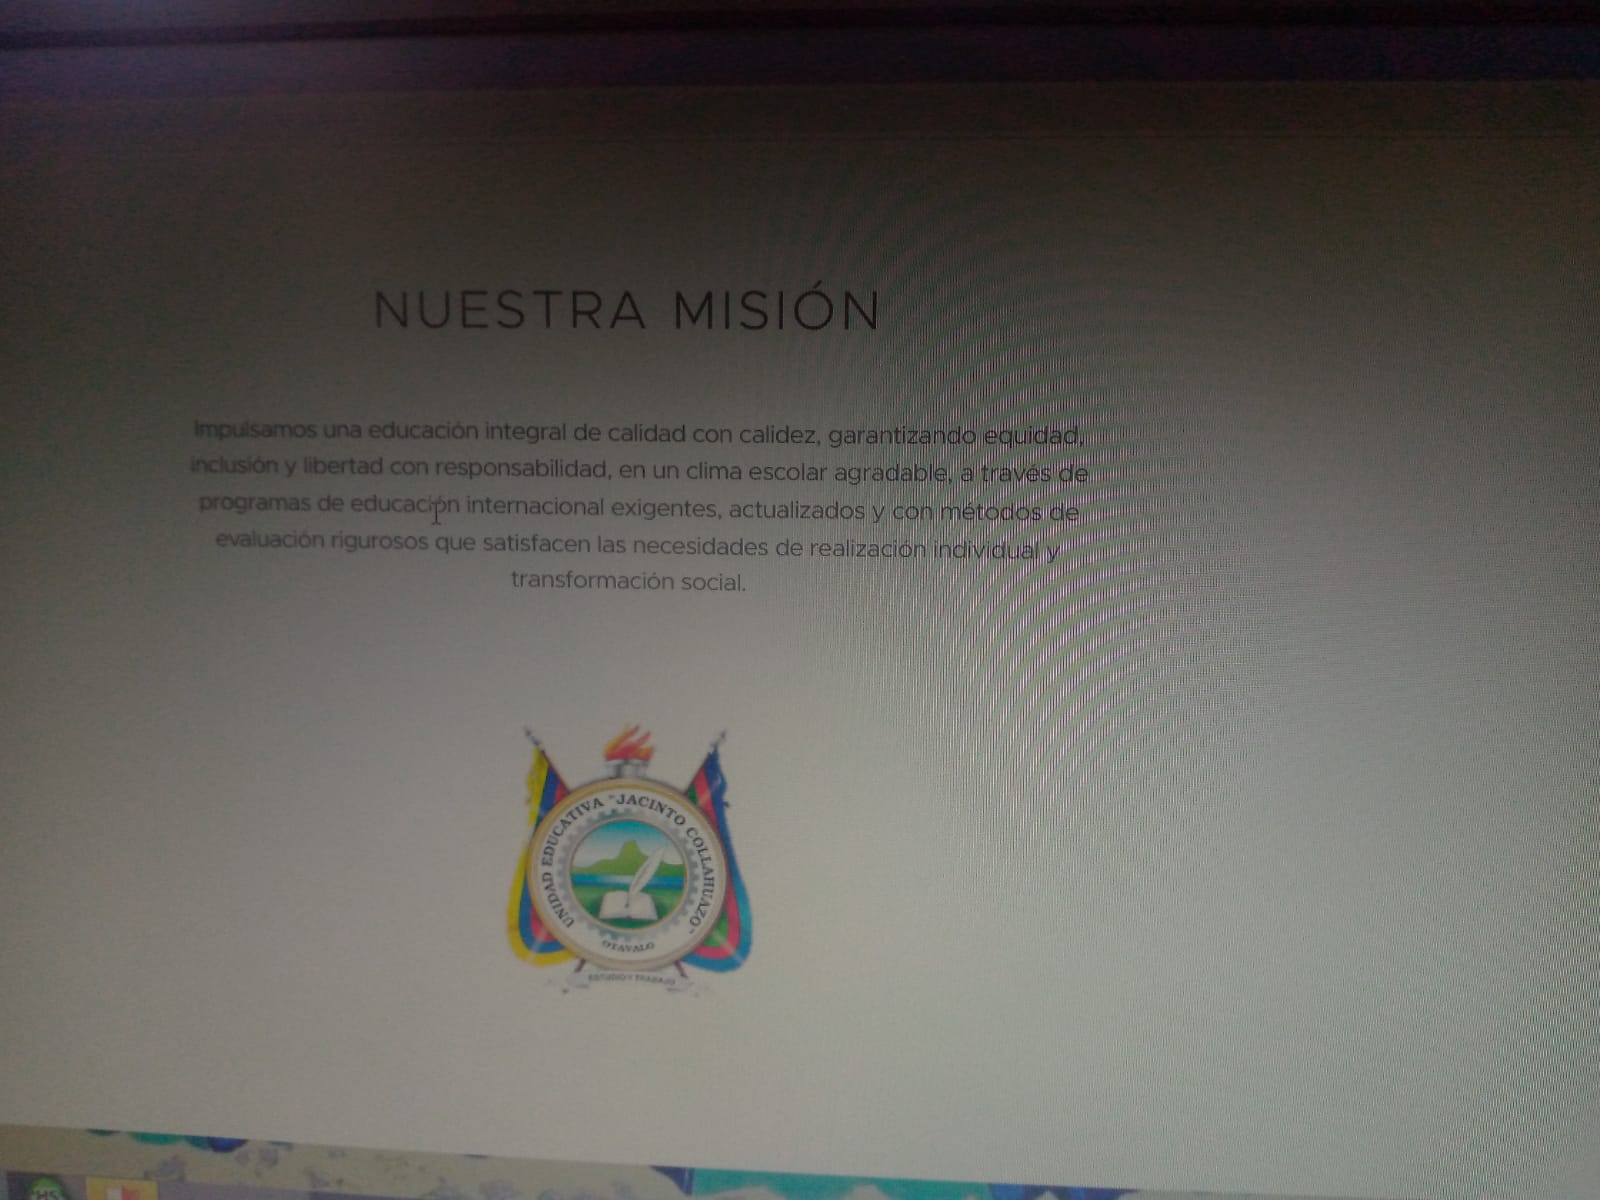 NUESTRA MISIÓN
Impulsamos una educación integral de calidad con calidez, garantizando equidad,
inclusión y libertad con responsabilidad, en un clima escolar agradable, a través de
programas de educación internacional exigentes, actualizados y con métodos de
evaluación rigurosos que satisfacen las necesidades de realización individual y
transformación social.
UNIDAD EDUCATIVA "JACINTO COLLAHUAZO"
OTAVALO
ESTUDIO Y TRABAJO
HS